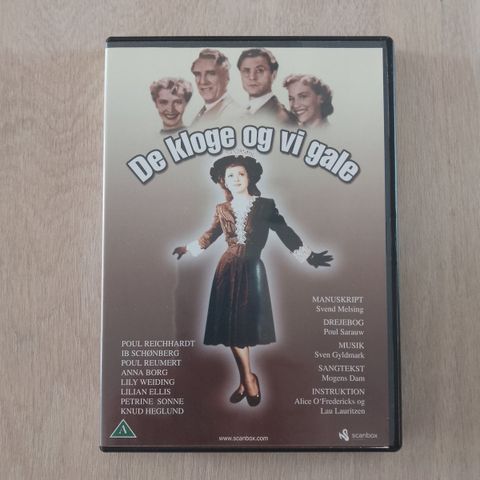 De kloge og vi gale
MANUSKRIPT
Svend Melsing
DREJEBOG
Poul Sarauw
MUSIK
Sven Gyldmark
SANGTEKST
Mogens Dam
INSTRUKTION
Alice O'Fredericks og
Lau Lauritzen
POUL REICHHARDT
IB SCHØNBERG
POUL REUMERT
ANNA BORG
LILY WEIDING
LILIAN ELLIS
PETRINE SONNE
KNUD HEGLUND
A
www.scanbox.com
scanbox